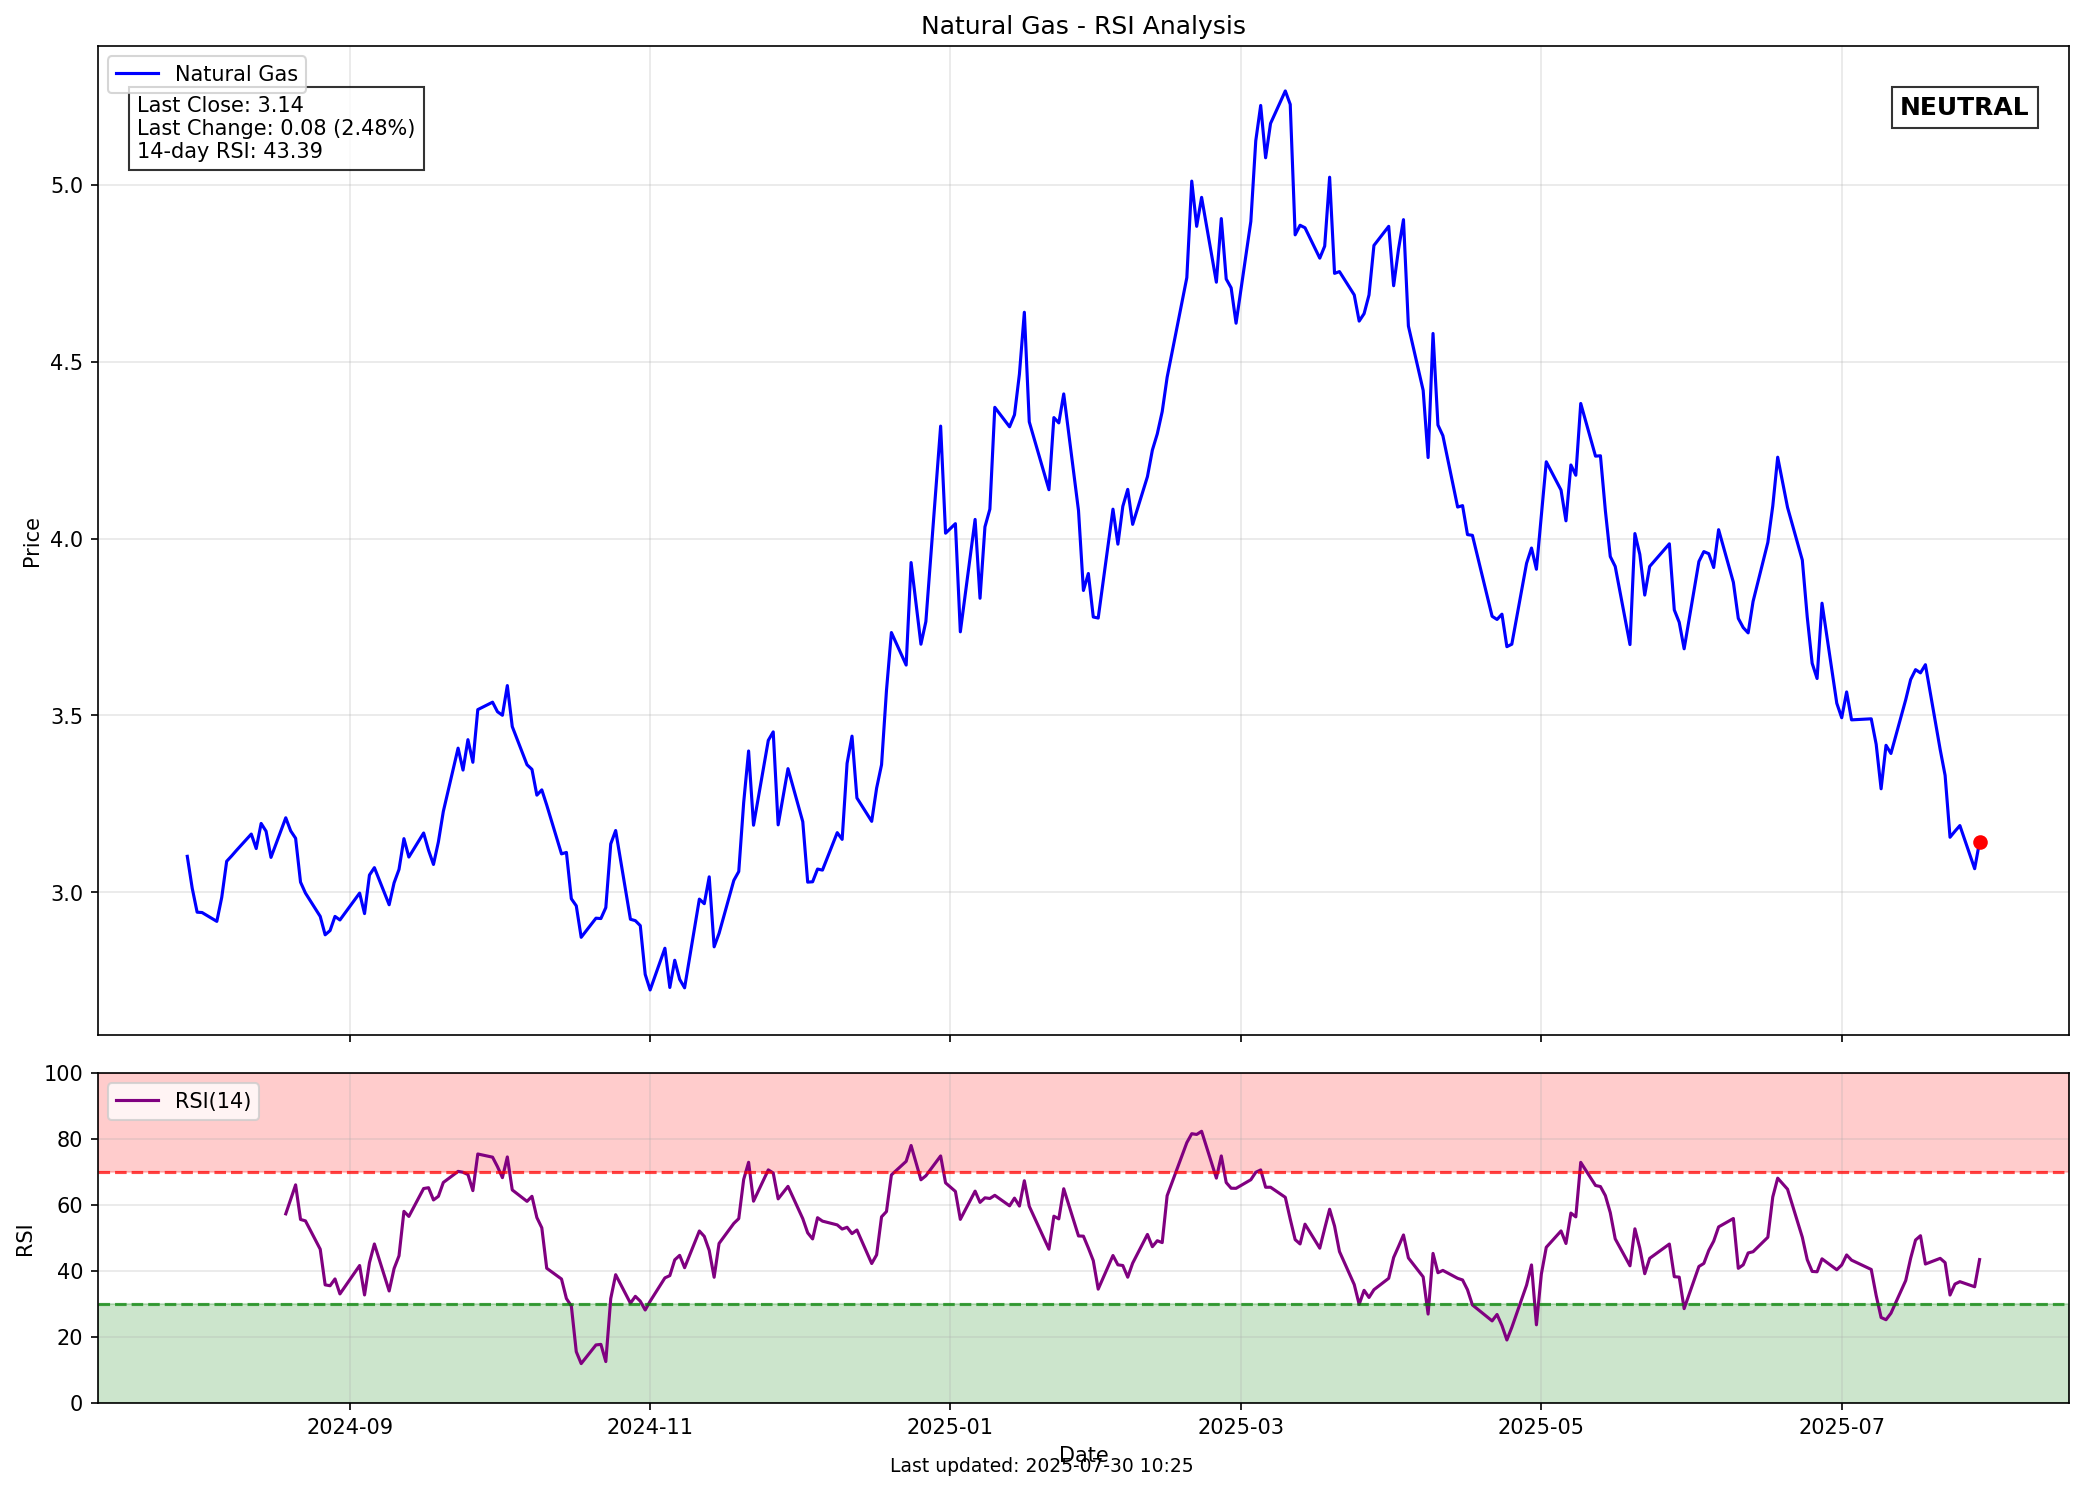 Natural Gas - RSI Analysis
Natural Gas
Last Close: 3.14
Last Change: 0.08 (2.48%)
14-day RSI: 43.39
NEUTRAL
Price
5.0
4.5
4.0
3.5
3.0
RSI(14)
RSI
100
80
60
40
20
0
2024-09
2024-11
2025-01
2025-03
2025-05
2025-07
Date
Last updated: 2025-07-30 10:25